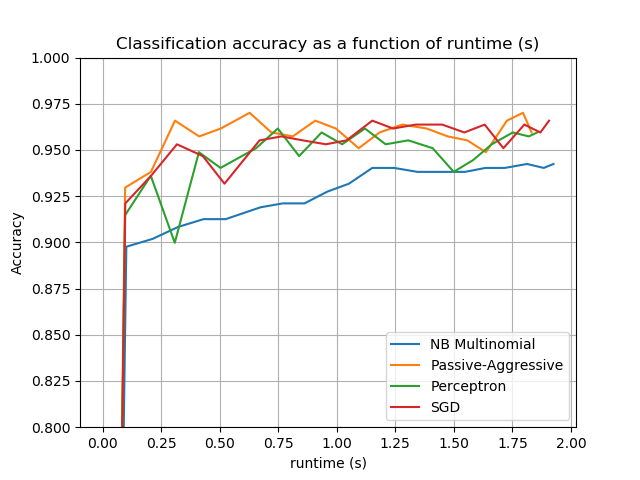 Classification accuracy as a function of runtime (s)
1.000
0.975
0.950
0.925
0.900
0.875
0.850
0.825
0.800
Accuracy
NB Multinomial
Passive-Aggressive
Perceptron
SGD
0.00 0.25 0.50 0.75 1.00 1.25 1.50 1.75 2.00
runtime (s)